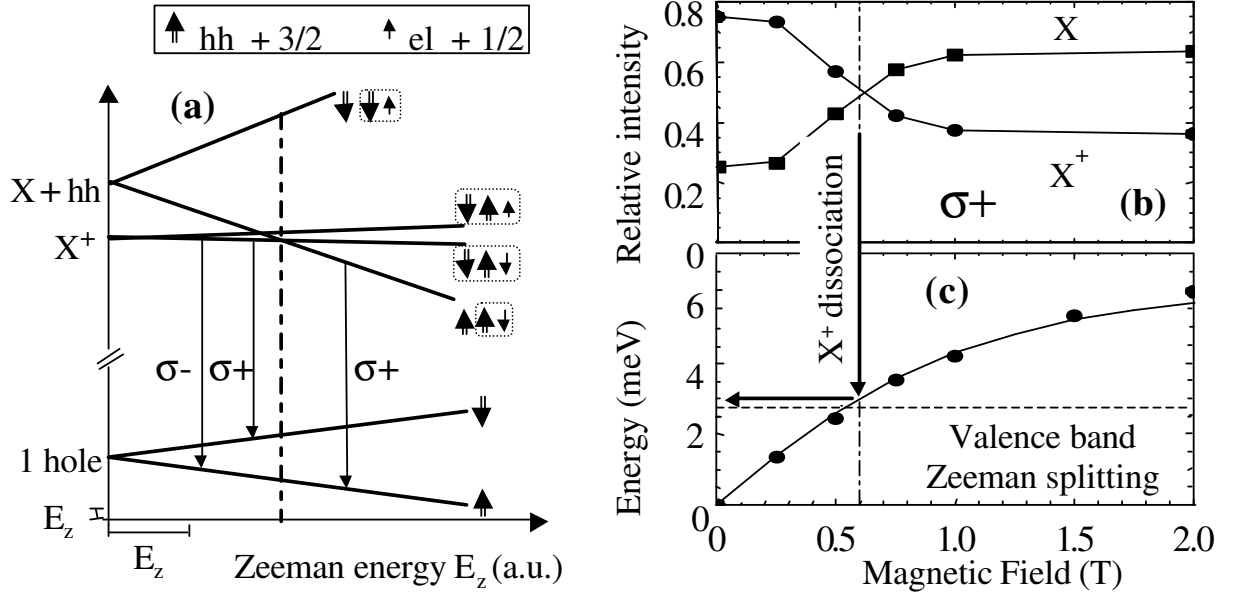 hh + 3/2 el + 1/2
(a)
X + hh
X+
σ- σ+ σ+
1 hole
Ez
Ez
Zeeman energy Ez (a.u.)
0.8
0.6
0.4
0.2
0
Relative intensity
X
X+
σ+
(b)
X+ dissociation
6
4
2
0
0
Energy (meV)
(c)
Valence band
Zeeman splitting
0 0.5 1.0 1.5 2.0
Magnetic Field (T)